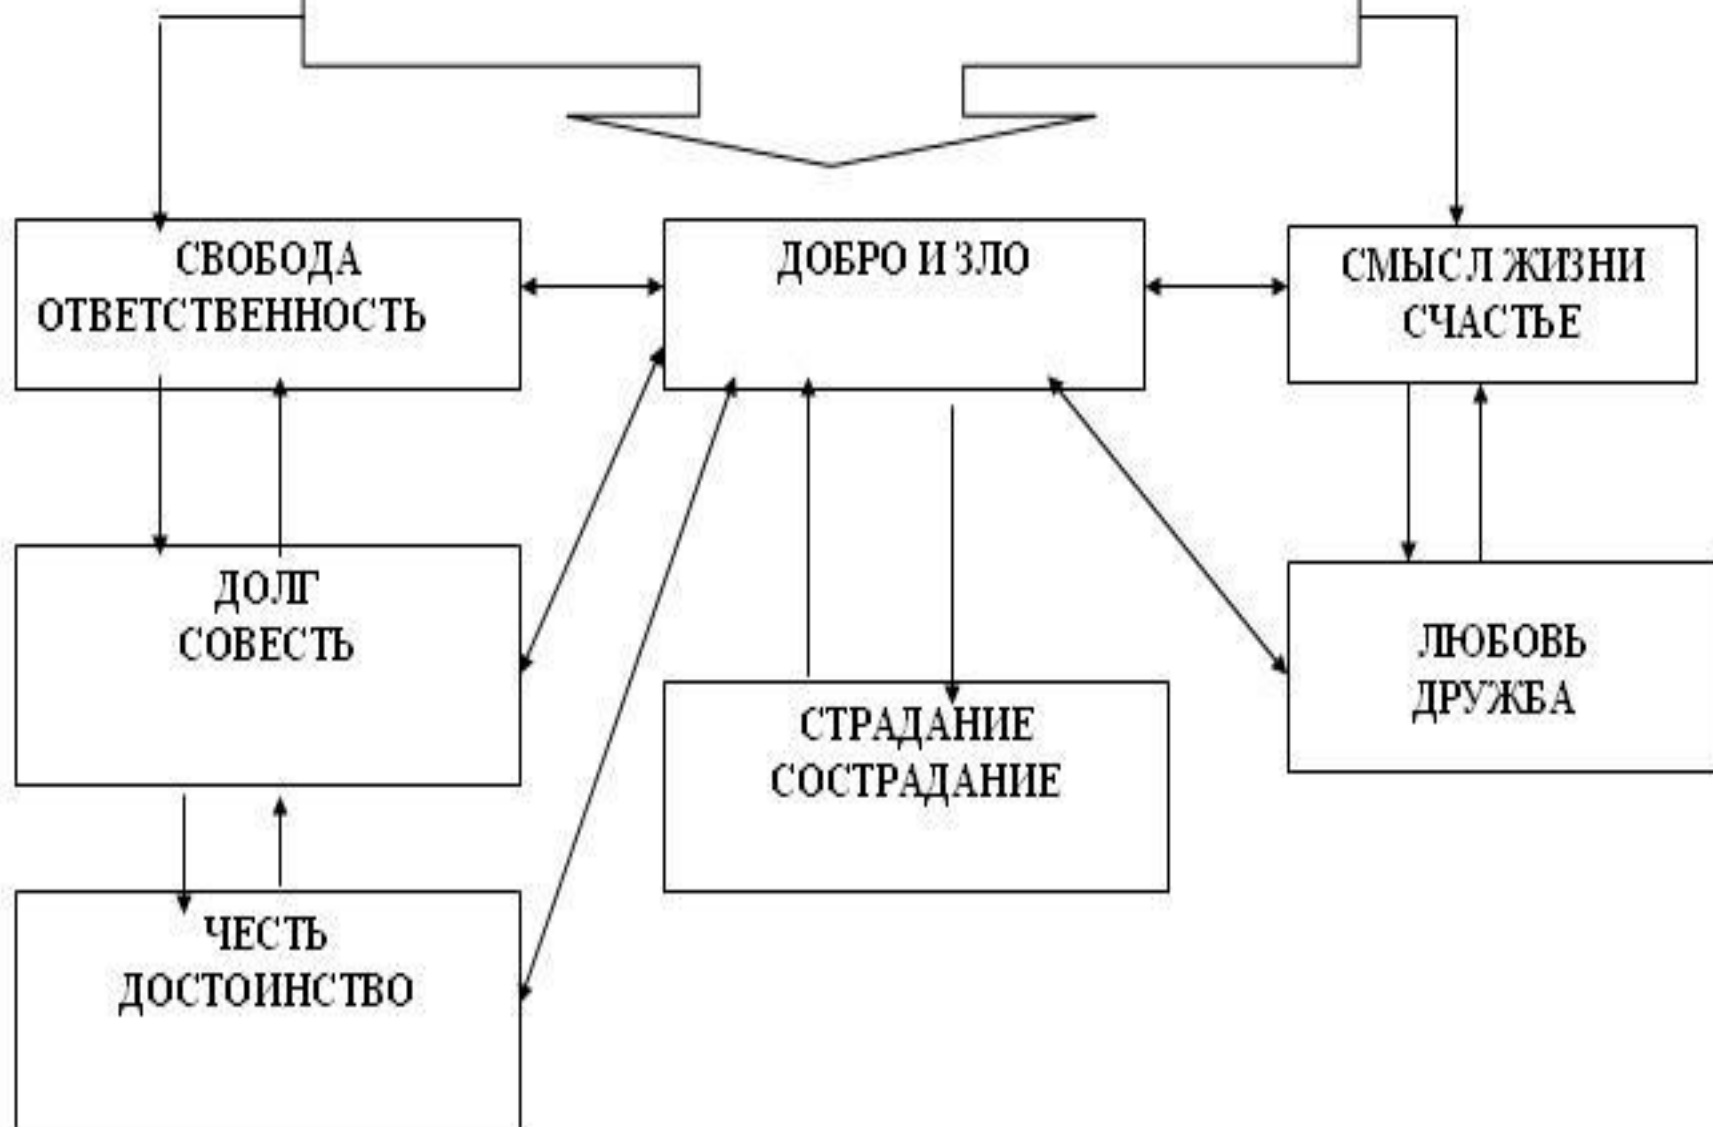 СВОБОДА
ОТВЕТСТВЕННОСТЬ
ДОБРО И ЗЛО
СМЫСЛ ЖИЗНИ
СЧАСТЬЕ
ДОЛГ
СОВЕСТЬ
СТРАДАНИЕ
СОСТРАДАНИЕ
ЛЮБОВЬ
ДРУЖБА
ЧЕСТЬ
ДОСТОИНСТВО